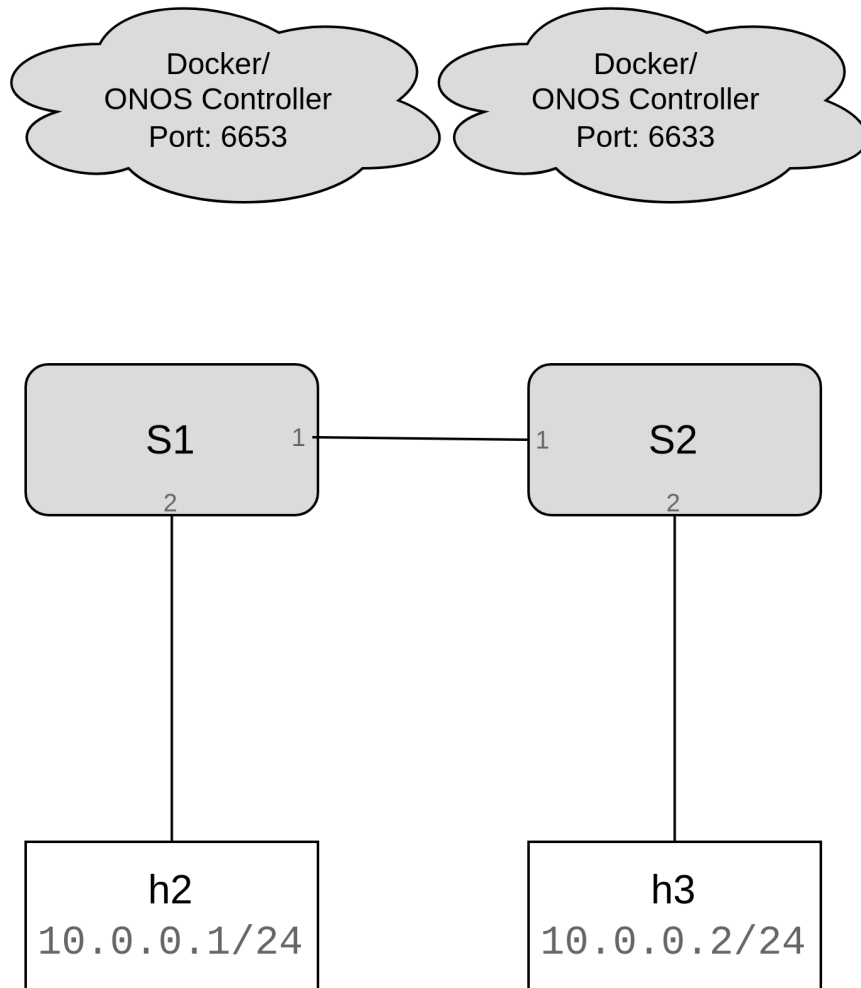 Docker/
ONOS Controller
Port: 6653
Docker/
ONOS Controller
Port: 6633
S1
1
2
1
S2
2
h2
10.0.0.1/24
h3
10.0.0.2/24